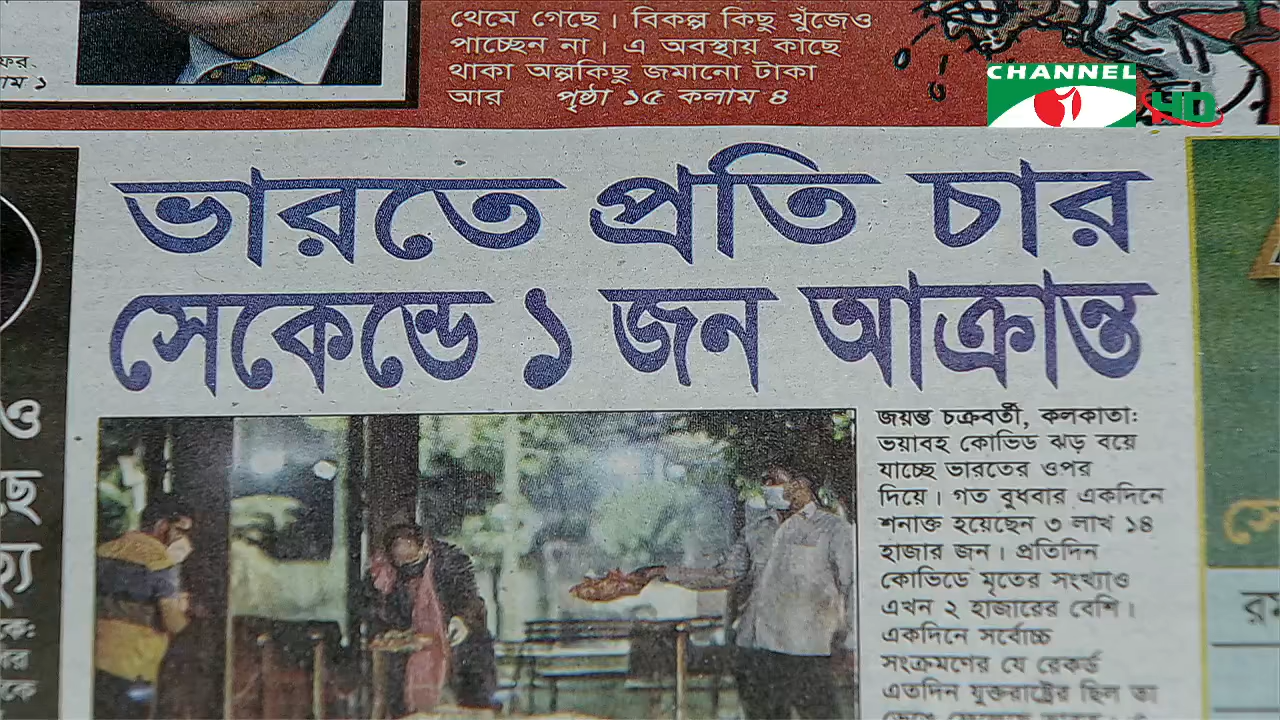 থেমে গেছে। বিকল্প কিছু খুঁজেও
পাচ্ছেন না। এ অবস্থায় কাছে
থাকা অল্পকিছু জমানো টাকা
আর পৃষ্ঠা ১৫ কলাম ৪
CHANNEL
i HD
ভারতে প্রতি চার
সেকেন্ডে ১ জন আক্রান্ত
জয়ন্ত চক্রবর্তী, কলকাতা:
ভয়াবহ কোভিড ঝড় বয়ে
যাচ্ছে ভারতের ওপর
দিয়ে। গত বুধবার একদিনে
শনাক্ত হয়েছেন ৩ লাখ ১৪
হাজার জন। প্রতিদিন
কোভিডে মৃতের সংখ্যাও
এখন ২ হাজারের বেশি।
একদিনে সর্বোচ্চ
সংক্রমণের যে রেকর্ড
এতদিন যুক্তরাষ্ট্রের ছিল তা
ও